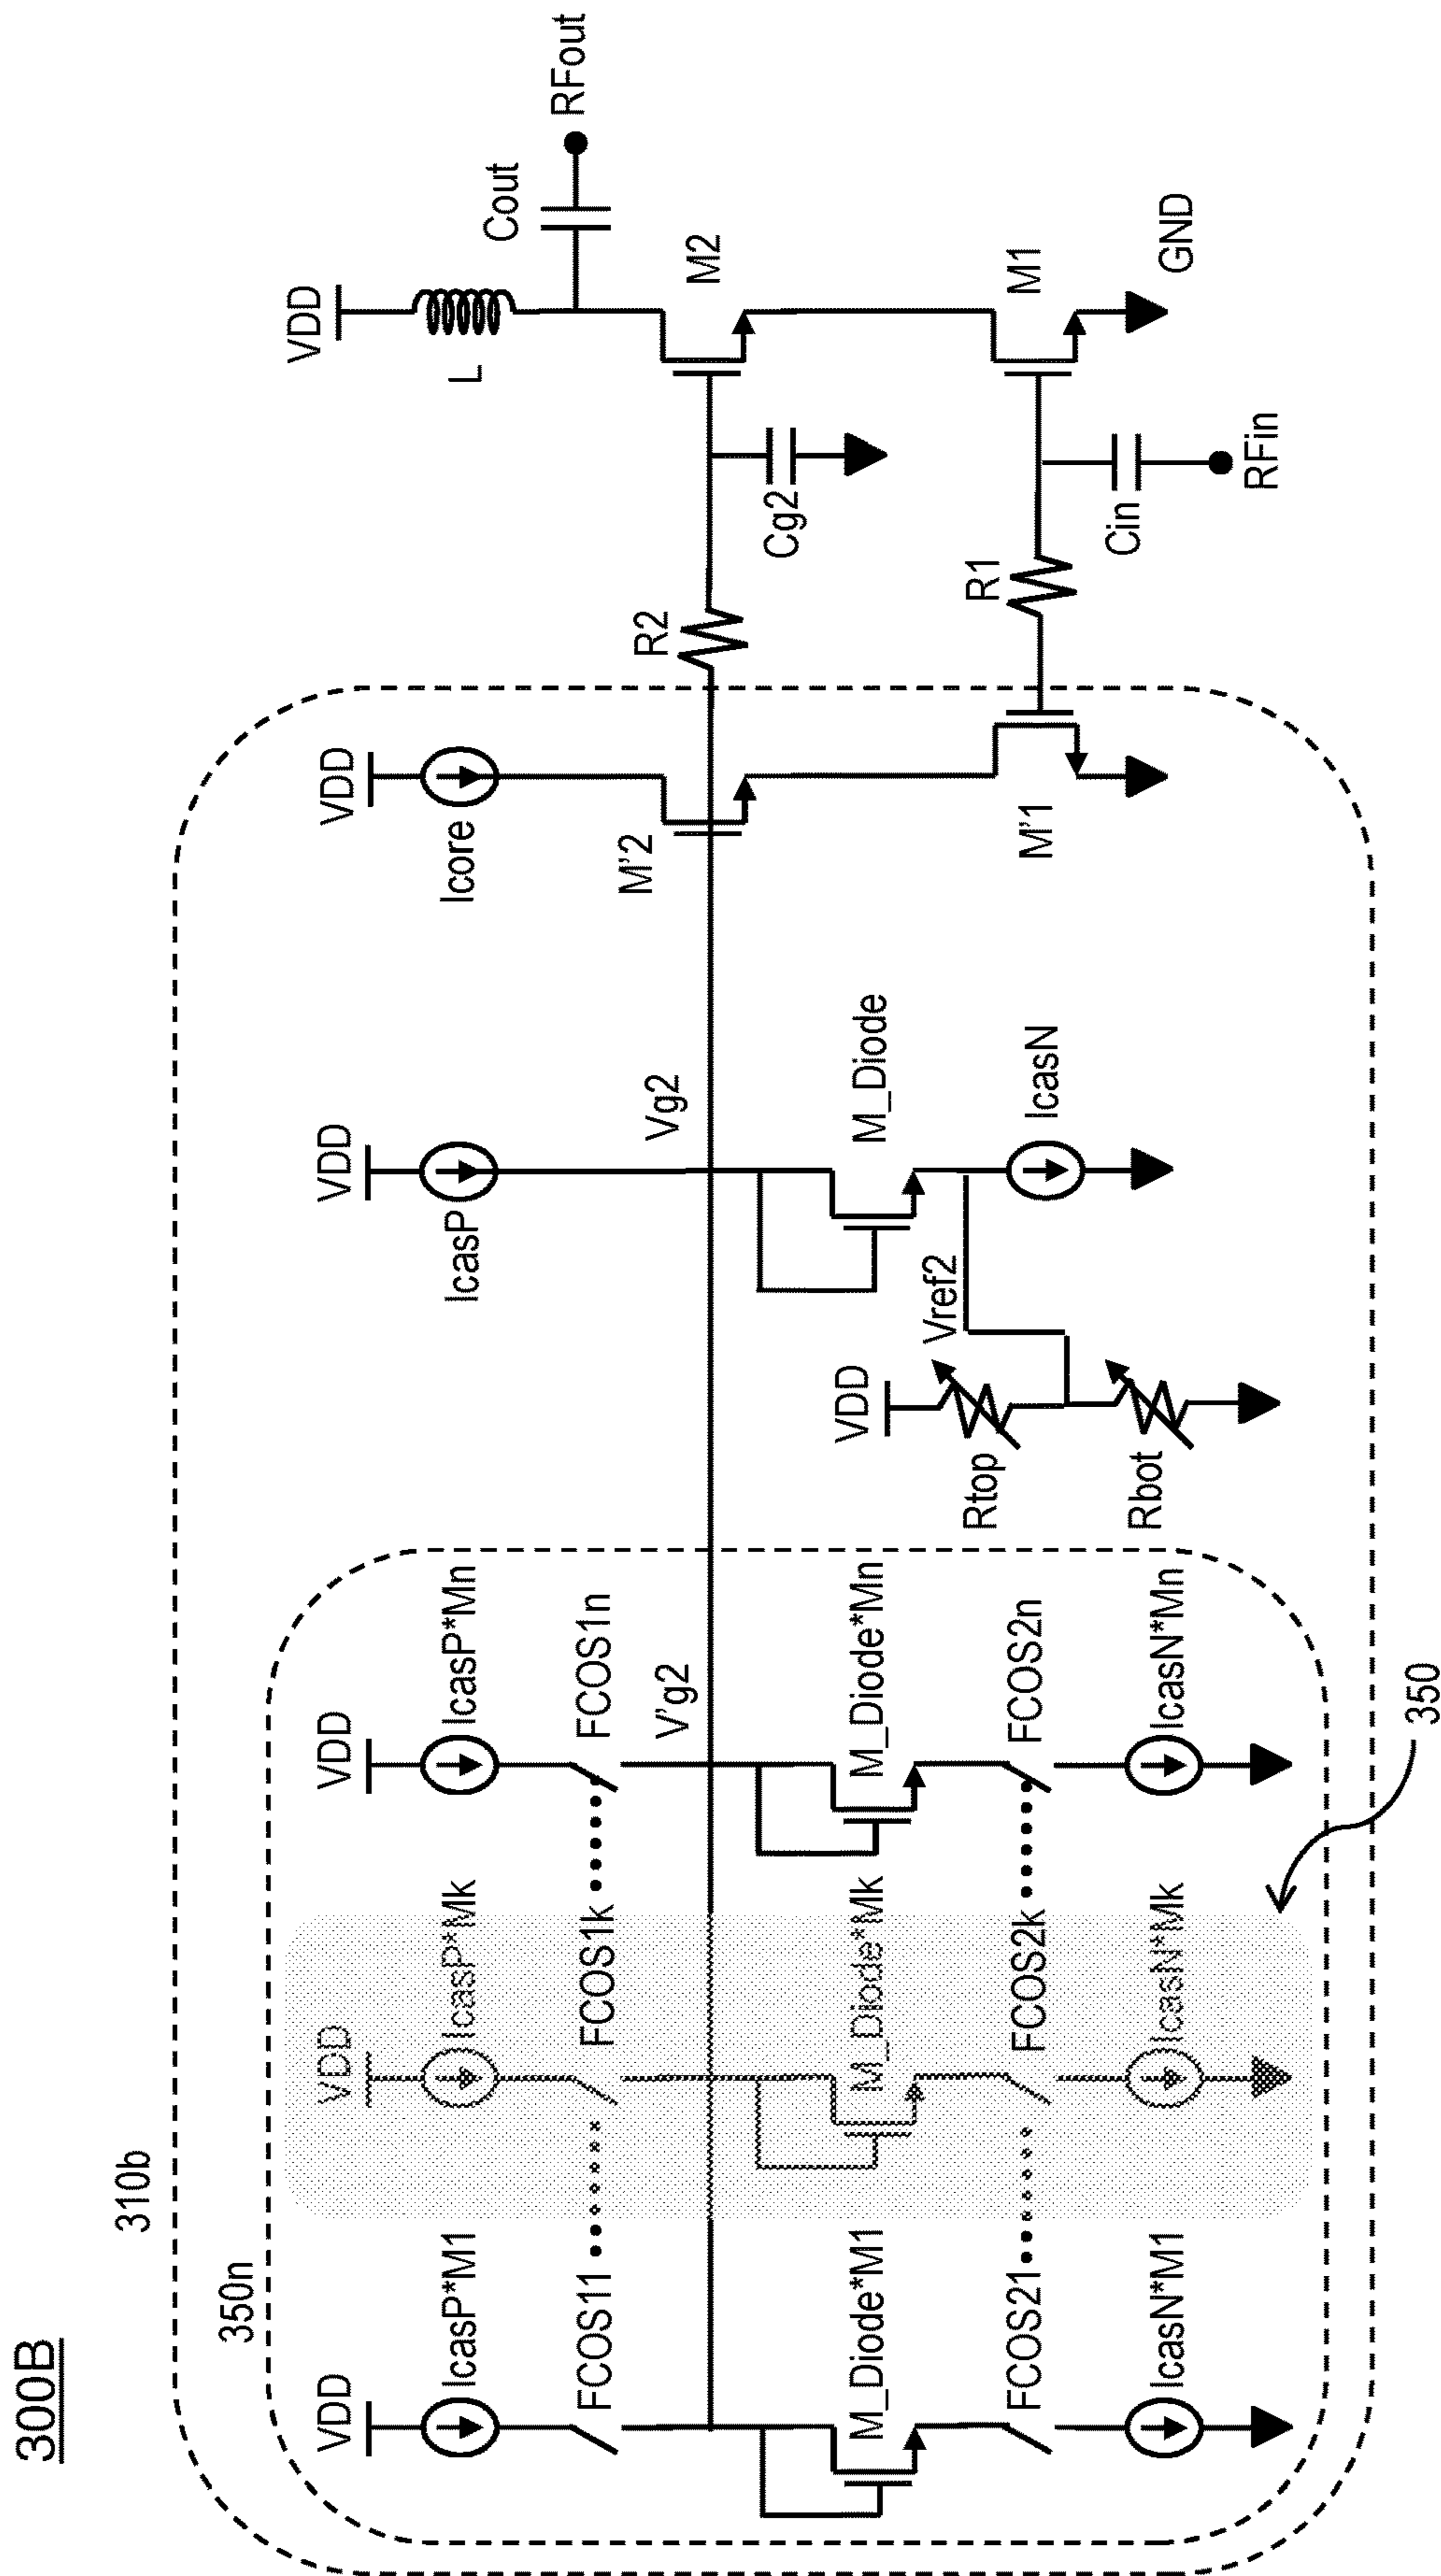 300B
310b
350n
VDD
IcasP*M1
FCOS11
M_Diode*M1
FCOS21
IcasN*M1
VDD
IcasP*Mk
FCOS1k
M_Diode*Mk
FCOS2k
IcasN*Mk
VDD
IcasP*Mn
FCOS1n
V'g2
M_Diode*Mn
FCOS2n
IcasN*Mn
350
VDD
Rtop
Rbot
Vref2
VDD
IcasP
Vg2
M_Diode
IcasN
VDD
Icore
M'2
M'1
R2
R1
Cg2
Cin
RFin
VDD
L
Cout
RFout
M2
M1
GND